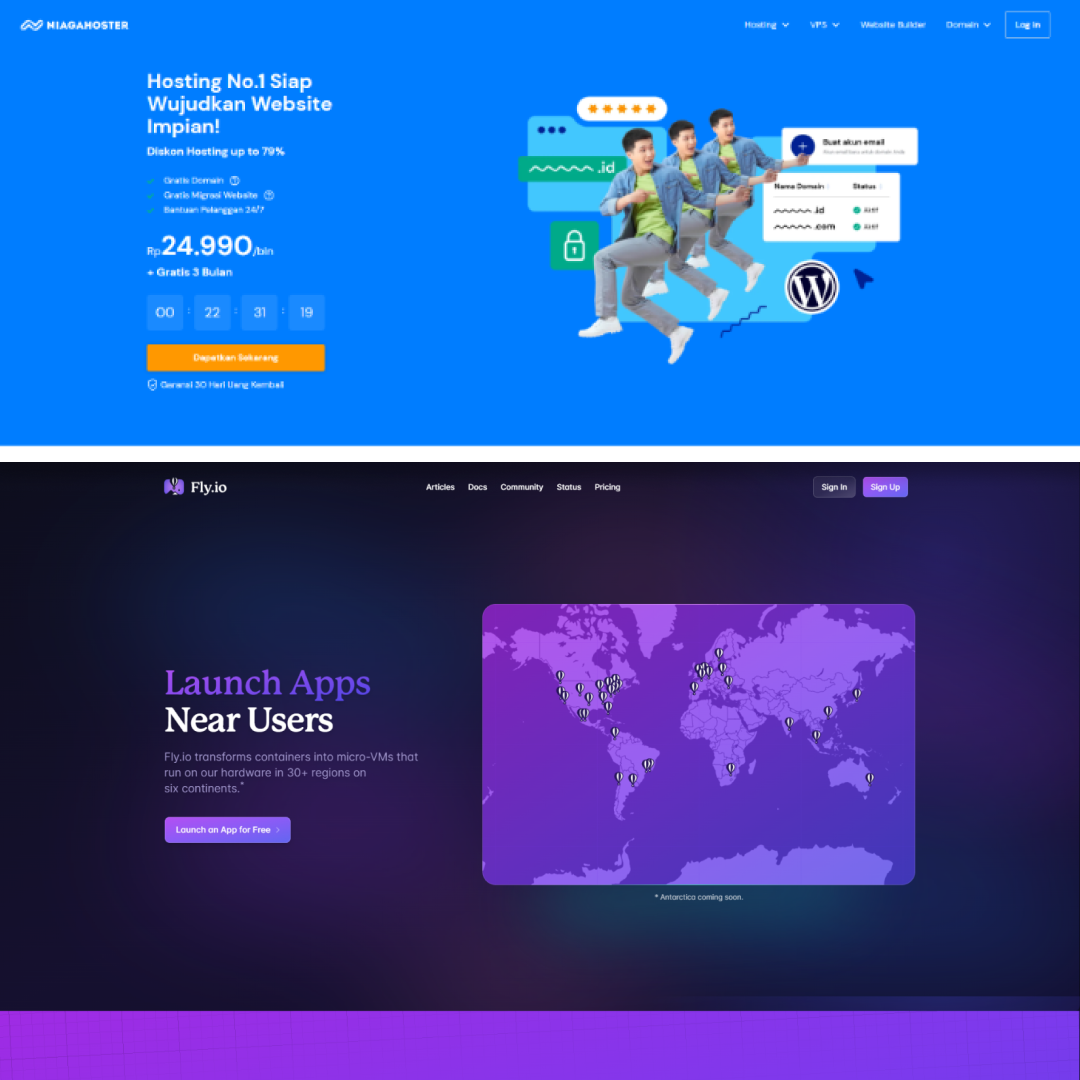 NIAGAHOSTER
Hosting VPS Website Builder Domain Log In
Hosting No.1 Siap
Wujudkan Website
Impian!
Diskon Hosting up to 79%
Gratis Domain
Gratis Migrasi Website
Bantuan Pelanggan 24/7
Rp24.990/bln
+ Gratis 3 Bulan
00 : 22 : 31 : 19
Dapatkan Sekarang
Garansi 30 Hari Uang Kembali
.id
Buat akun email
Nama Domain Status
.id
.com
W
Fly.io
Articles Docs Community Status Pricing
Sign In Sign Up
Launch Apps
Near Users
Fly.io transforms containers into micro-VMs that
run on our hardware in 30+ regions on
six continents.*
Launch an App for Free
* Antarctica coming soon.